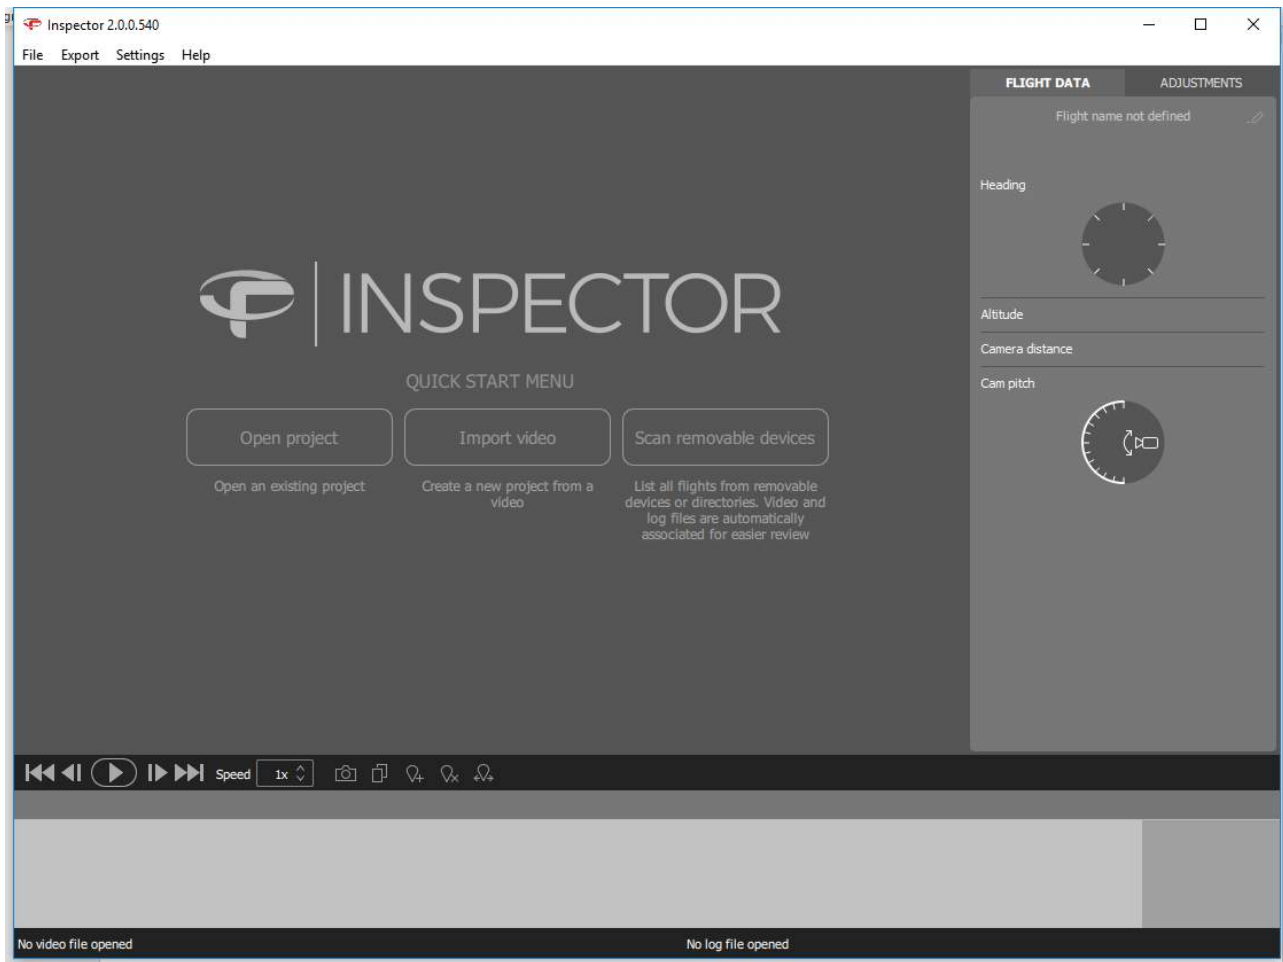 Inspector 2.0.0.540
File Export Settings Help
FLIGHT DATA ADJUSTMENTS
Flight name not defined
Heading
INSPECTOR
Altitude
Camera distance
QUICK START MENU
Cam pitch
Open project Import video Scan removable devices
Open an existing project
Create a new project from a
video
List all flights from removable
devices or directories. Video and
log files are automatically
associated for easier review
Speed 1x
No video file opened No log file opened